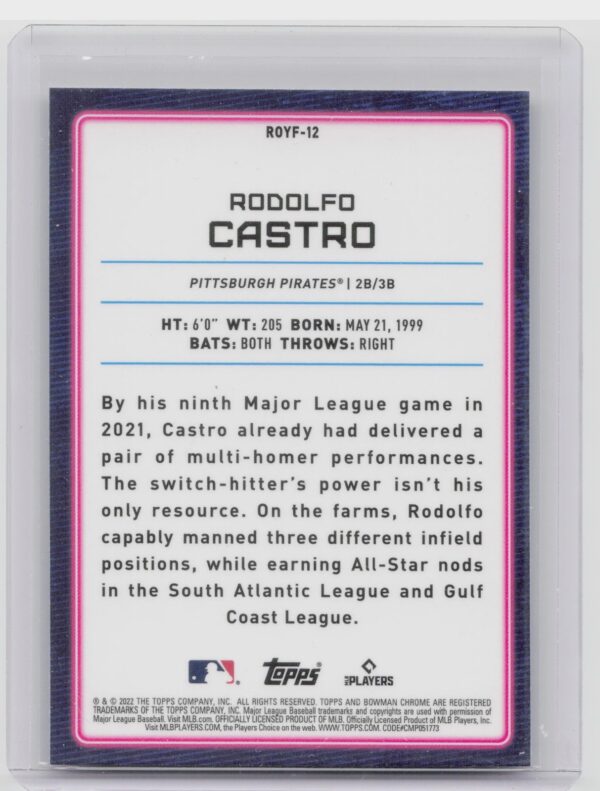 ROYF-12
RODOLFO
CASTRO
PITTSBURGH PIRATES® | 2B/3B
HT: 6'0" WT: 205 BORN: MAY 21, 1999
BATS: BOTH THROWS: RIGHT
By his ninth Major League game in
2021, Castro already had delivered a
pair of multi-homer performances.
The switch-hitter's power isn't his
only resource. On the farms, Rodolfo
capably manned three different infield
positions, while earning All-Star nods
in the South Atlantic League and Gulf
Coast League.
Topps® MLB PLAYERS
® & © 2022 THE TOPPS COMPANY, INC. ALL RIGHTS RESERVED. TOPPS AND BOWMAN CHROME ARE REGISTERED
TRADEMARKS OF THE TOPPS COMPANY, INC. Major League Baseball trademarks and copyrights are used with permission of
Major League Baseball. Visit MLB.com. OFFICIALLY LICENSED PRODUCT OF MLB. Officially Licensed Product of MLB Players, Inc.
Visit MLBPLAYERS.COM, the Players Choice on the web. WWW.TOPPS.COM. CODE#CMP051773